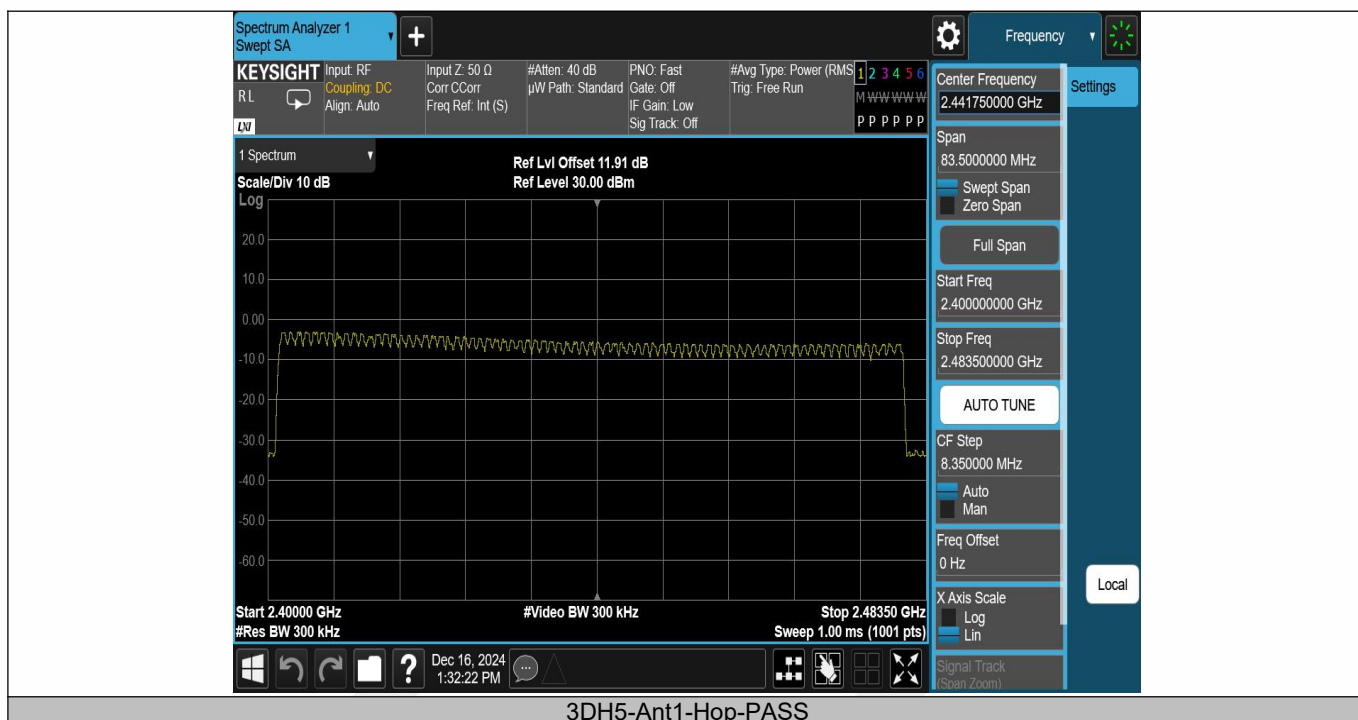 Spectrum Analyzer 1
Swept SA
+
Frequency
KEYSIGHT
R L
LXI
Input: RF
Coupling: DC
Align: Auto
Input Z: 50 Ω
Corr CCorr
Freq Ref: Int (S)
#Atten: 40 dB
µW Path: Standard
PNO: Fast
Gate: Off
IF Gain: Low
Sig Track: Off
#Avg Type: Power (RMS
Trig: Free Run
1 2 3 4 5 6
M W W W W W
P P P P P P
1 Spectrum
Scale/Div 10 dB
Log
Ref Lvl Offset 11.91 dB
Ref Level 30.00 dBm
20.0
10.0
0.00
-10.0
-20.0
-30.0
-40.0
-50.0
-60.0
Start 2.40000 GHz
#Res BW 300 kHz
#Video BW 300 kHz
Stop 2.48350 GHz
Sweep 1.00 ms (1001 pts)
Center Frequency
2.441750000 GHz
Settings
Span
83.5000000 MHz
Swept Span
Zero Span
Full Span
Start Freq
2.400000000 GHz
Stop Freq
2.483500000 GHz
AUTO TUNE
CF Step
8.350000 MHz
Auto
Man
Freq Offset
0 Hz
X Axis Scale
Log
Lin
Signal Track
(Span Zoom)
Local
?
Dec 16, 2024
1:32:22 PM
3DH5-Ant1-Hop-PASS